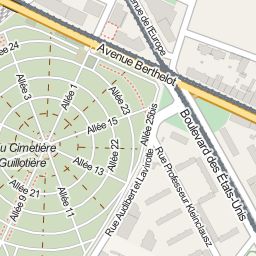 Avenue de l'Europe
Allée 24
Avenue Berthelot
Allée 3
Allée 1
Allée 23
Allée 25bis
Allée 15
Boulevard des États-Unis
u Cimetière
Guillotière
Allée 13
Allée 22
Rue Audibert et Lavirotte
Rue Professeur Kleinclausz
Allée 9
21
Allée 11